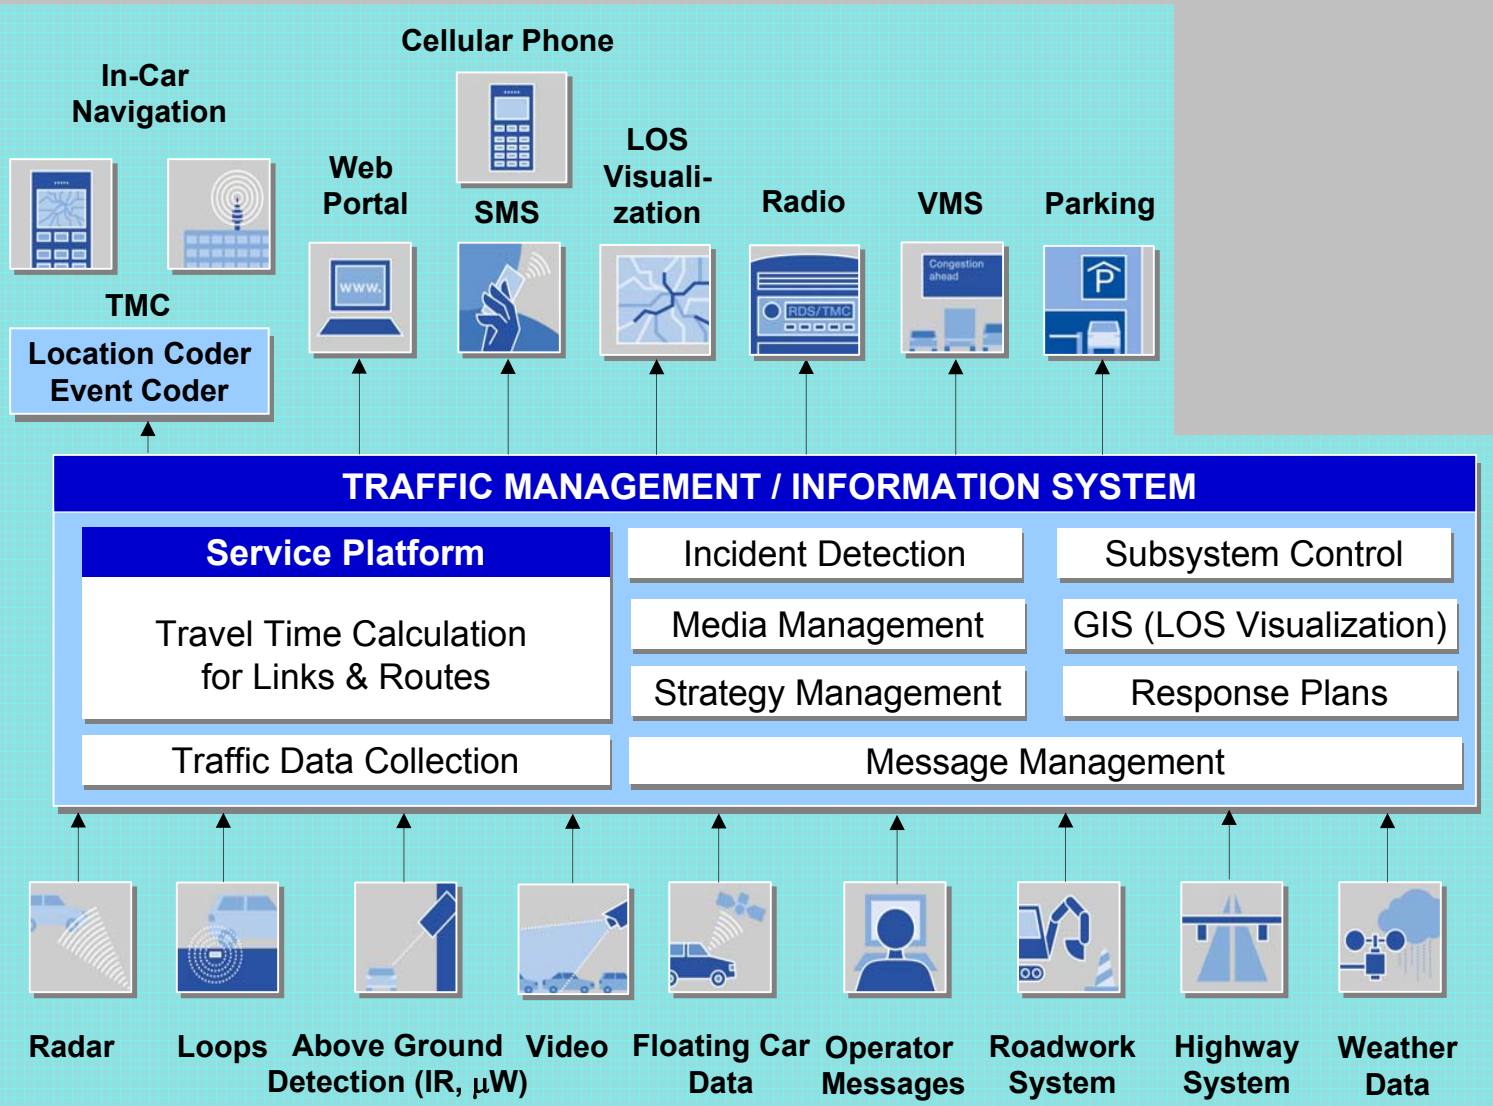 Cellular Phone
In-Car
Navigation
Web
Portal
SMS
LOS
Visuali-
zation
Radio
VMS
Parking
www.
RDS/TMC
Congestion
ahead
P
TMC
Location Coder
Event Coder
TRAFFIC MANAGEMENT / INFORMATION SYSTEM
Service Platform
Travel Time Calculation
for Links & Routes
Traffic Data Collection
Incident Detection
Subsystem Control
Media Management
GIS (LOS Visualization)
Strategy Management
Response Plans
Message Management
Radar
Loops
Above Ground
Detection (IR, μW)
Video
Floating Car
Data
Operator
Messages
Roadwork
System
Highway
System
Weather
Data